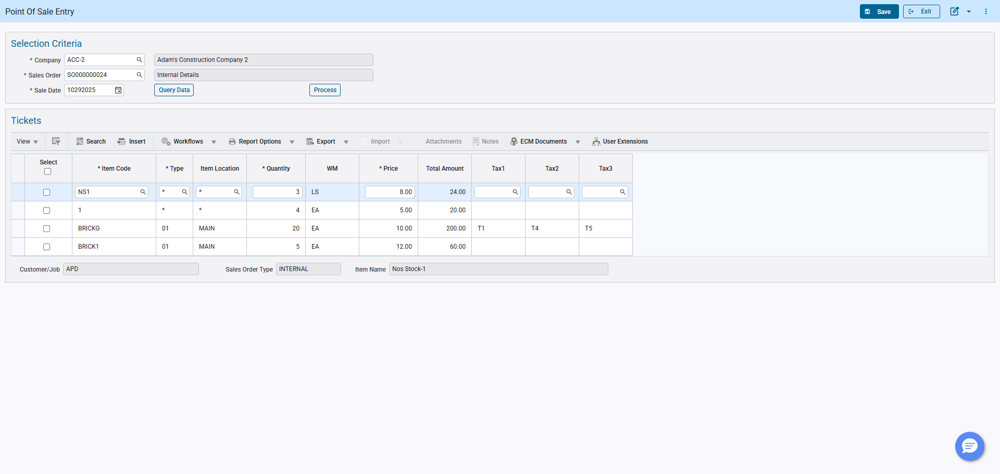 Point Of Sale Entry
Save
Exit
Selection Criteria
* Company ACC-2 Adam's Construction Company 2
* Sales Order SO000000024 Internal Details
* Sale Date 10292025 Query Data Process
Tickets
View Search Insert Workflows Report Options Export Import Attachments Notes ECM Documents User Extensions
Select * Item Code * Type Item Location * Quantity WM * Price Total Amount Tax1 Tax2 Tax3
NS1 * * 3 LS 8.00 24.00
1 * * 4 EA 5.00 20.00
BRICKG 01 MAIN 20 EA 10.00 200.00 T1 T4 T5
BRICK1 01 MAIN 5 EA 12.00 60.00
Customer/Job APD Sales Order Type INTERNAL Item Name Nos Stock-1